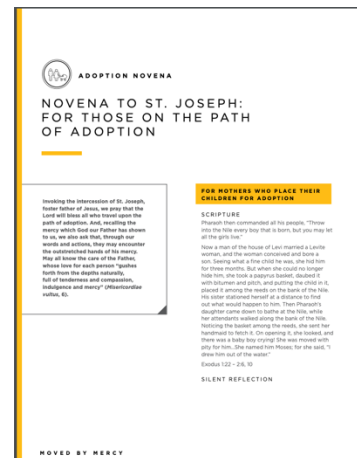 ADOPTION NOVENA
NOVENA TO ST. JOSEPH:
FOR THOSE ON THE PATH
OF ADOPTION
Invoking the intercession of St. Joseph,
foster father of Jesus, we pray that the
Lord will bless all who travel upon the
path of adoption. And, recalling the
mercy which God our Father has shown
to us, we also ask that, through our
words and actions, they may encounter
the outstretched hands of his mercy.
May all know the care of the Father,
whose love for each person “gushes
forth from the depths naturally,
full of tenderness and compassion,
indulgence and mercy” (Misericordiae
vultus, 6).
FOR MOTHERS WHO PLACE THEIR
CHILDREN FOR ADOPTION
SCRIPTURE
Pharaoh then commanded all his people, “Throw
into the Nile every boy that is born, but you may let
all the girls live.”
Now a man of the house of Levi married a Levite
woman, and the woman conceived and bore a
son. Seeing what a fine child he was, she hid him
for three months. But when she could no longer
hide him, she took a papyrus basket, daubed it
with bitumen and pitch, and putting the child in it,
placed it among the reeds on the bank of the Nile.
His sister stationed herself at a distance to find
out what would happen to him. Then Pharaoh’s
daughter came down to bathe at the Nile, while
her attendants walked along the bank of the Nile.
Noticing the basket among the reeds, she sent her
handmaid to fetch it. On opening it, she looked, and
there was a baby boy crying! She was moved with
pity for him...She named him Moses; for she said, “I
drew him out of the water.”
Exodus 1:22 – 2:6, 10
SILENT REFLECTION
MOVED BY MERCY